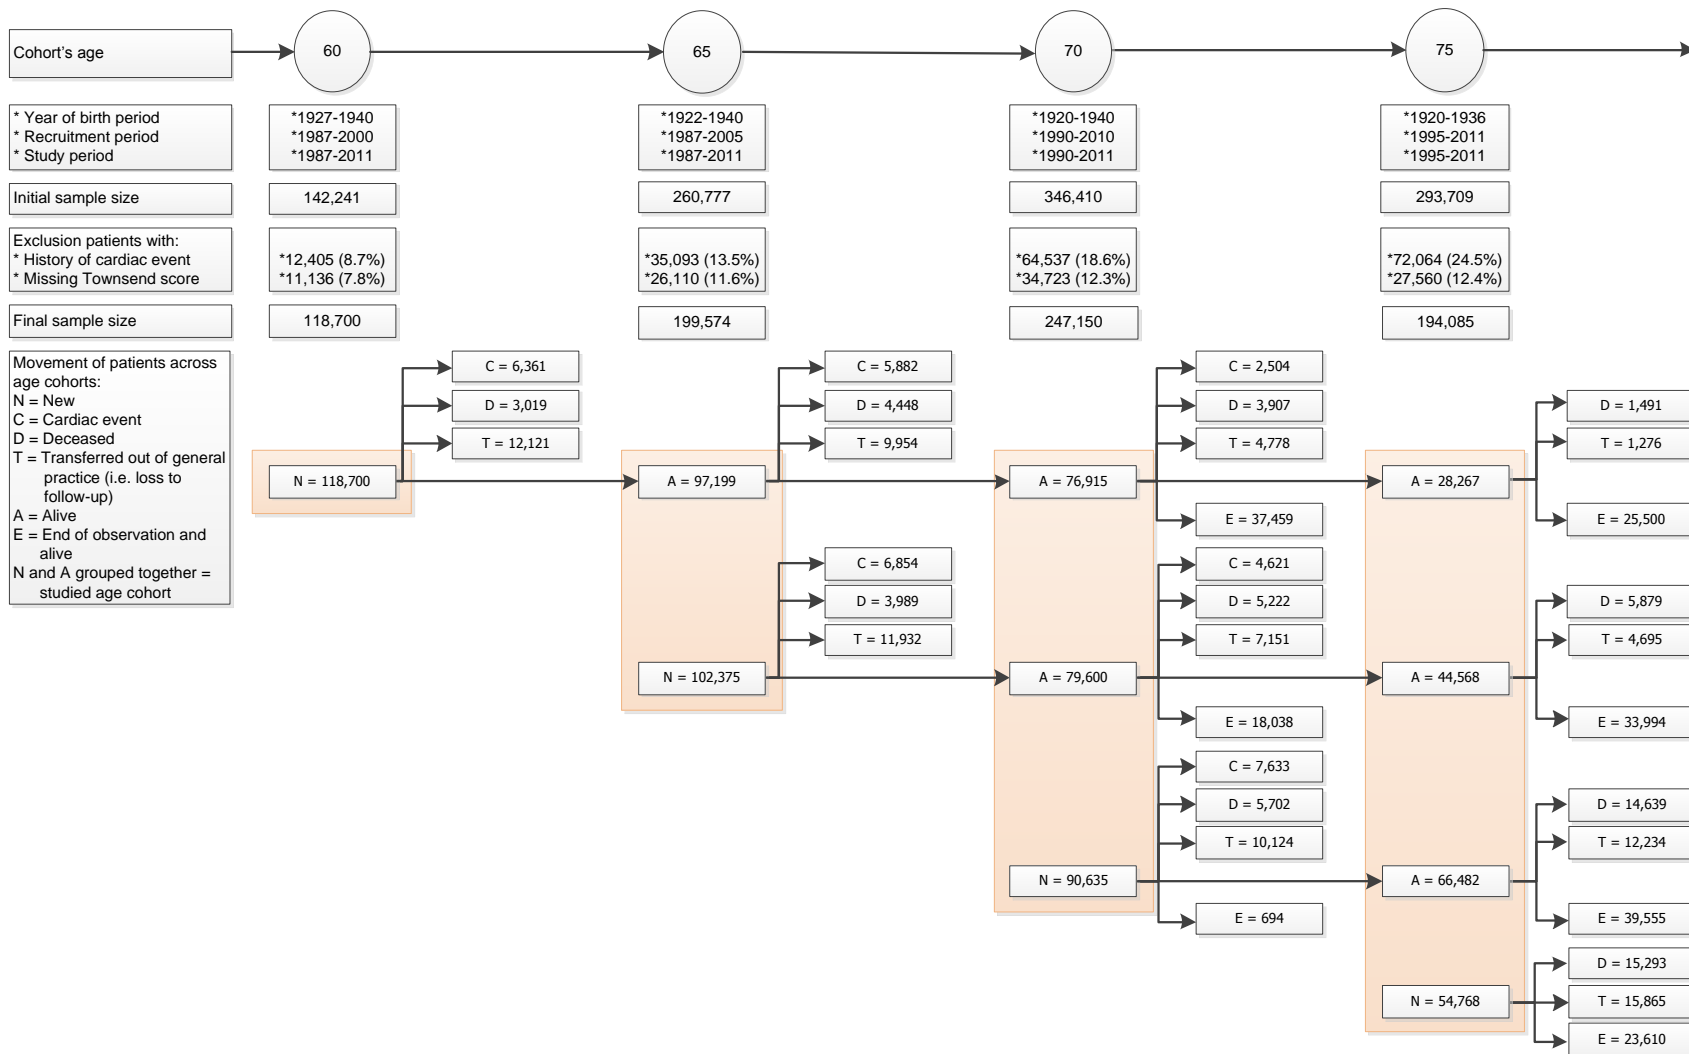 Cohort's age
60
65
70
75
* Year of birth period
* Recruitment period
* Study period
*1927-1940
*1987-2000
*1987-2011
*1922-1940
*1987-2005
*1987-2011
*1920-1940
*1990-2010
*1990-2011
*1920-1936
*1995-2011
*1995-2011
Initial sample size
142,241
260,777
346,410
293,709
Exclusion patients with:
* History of cardiac event
* Missing Townsend score
*12,405 (8.7%)
*11,136 (7.8%)
*35,093 (13.5%)
*26,110 (11.6%)
*64,537 (18.6%)
*34,723 (12.3%)
*72,064 (24.5%)
*27,560 (12.4%)
Final sample size
118,700
199,574
247,150
194,085
Movement of patients across
age cohorts:
N = New
C = Cardiac event
D = Deceased
T = Transferred out of general
practice (i.e. loss to
follow-up)
A = Alive
E = End of observation and
alive
N and A grouped together =
studied age cohort
N = 118,700
C = 6,361
D = 3,019
T = 12,121
A = 97,199
N = 102,375
C = 5,882
D = 4,448
T = 9,954
C = 6,854
D = 3,989
T = 11,932
A = 76,915
A = 79,600
N = 90,635
C = 2,504
D = 3,907
T = 4,778
E = 37,459
C = 4,621
D = 5,222
T = 7,151
E = 18,038
C = 7,633
D = 5,702
T = 10,124
E = 694
A = 28,267
A = 44,568
A = 66,482
N = 54,768
D = 1,491
T = 1,276
E = 25,500
D = 5,879
T = 4,695
E = 33,994
D = 14,639
T = 12,234
E = 39,555
D = 15,293
T = 15,865
E = 23,610